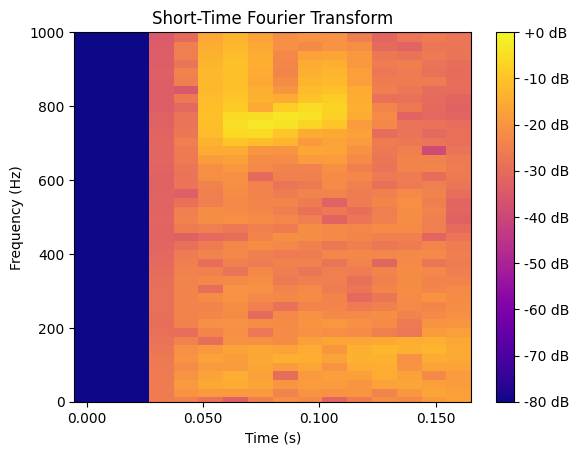 Short-Time Fourier Transform
1000
800
600
400
200
0
Frequency (Hz)
0.000
0.050
0.100
0.150
Time (s)
+0 dB
-10 dB
-20 dB
-30 dB
-40 dB
-50 dB
-60 dB
-70 dB
-80 dB